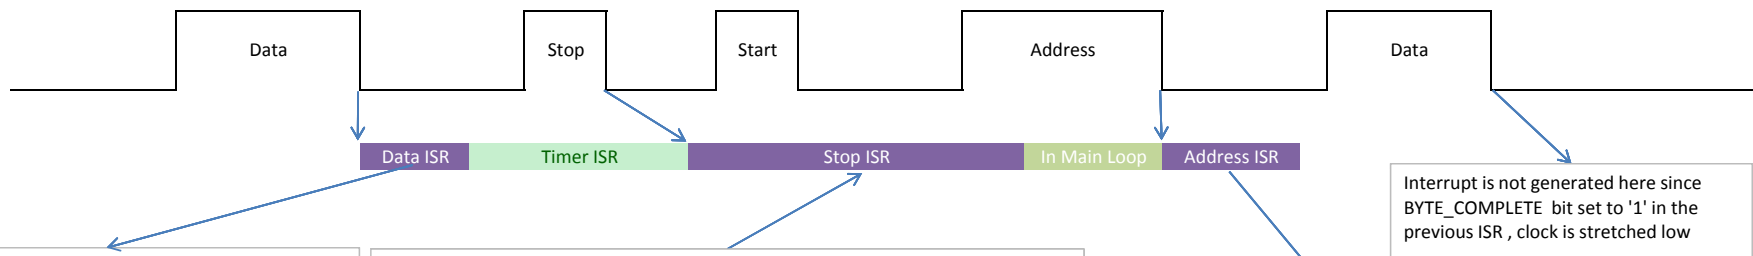 Data
Stop
Start
Address
Data
Data ISR
Timer ISR
Stop ISR
In Main Loop
Address ISR
Interrupt is not generated here since
BYTE_COMPLETE bit set to '1' in the
previous ISR , clock is stretched low